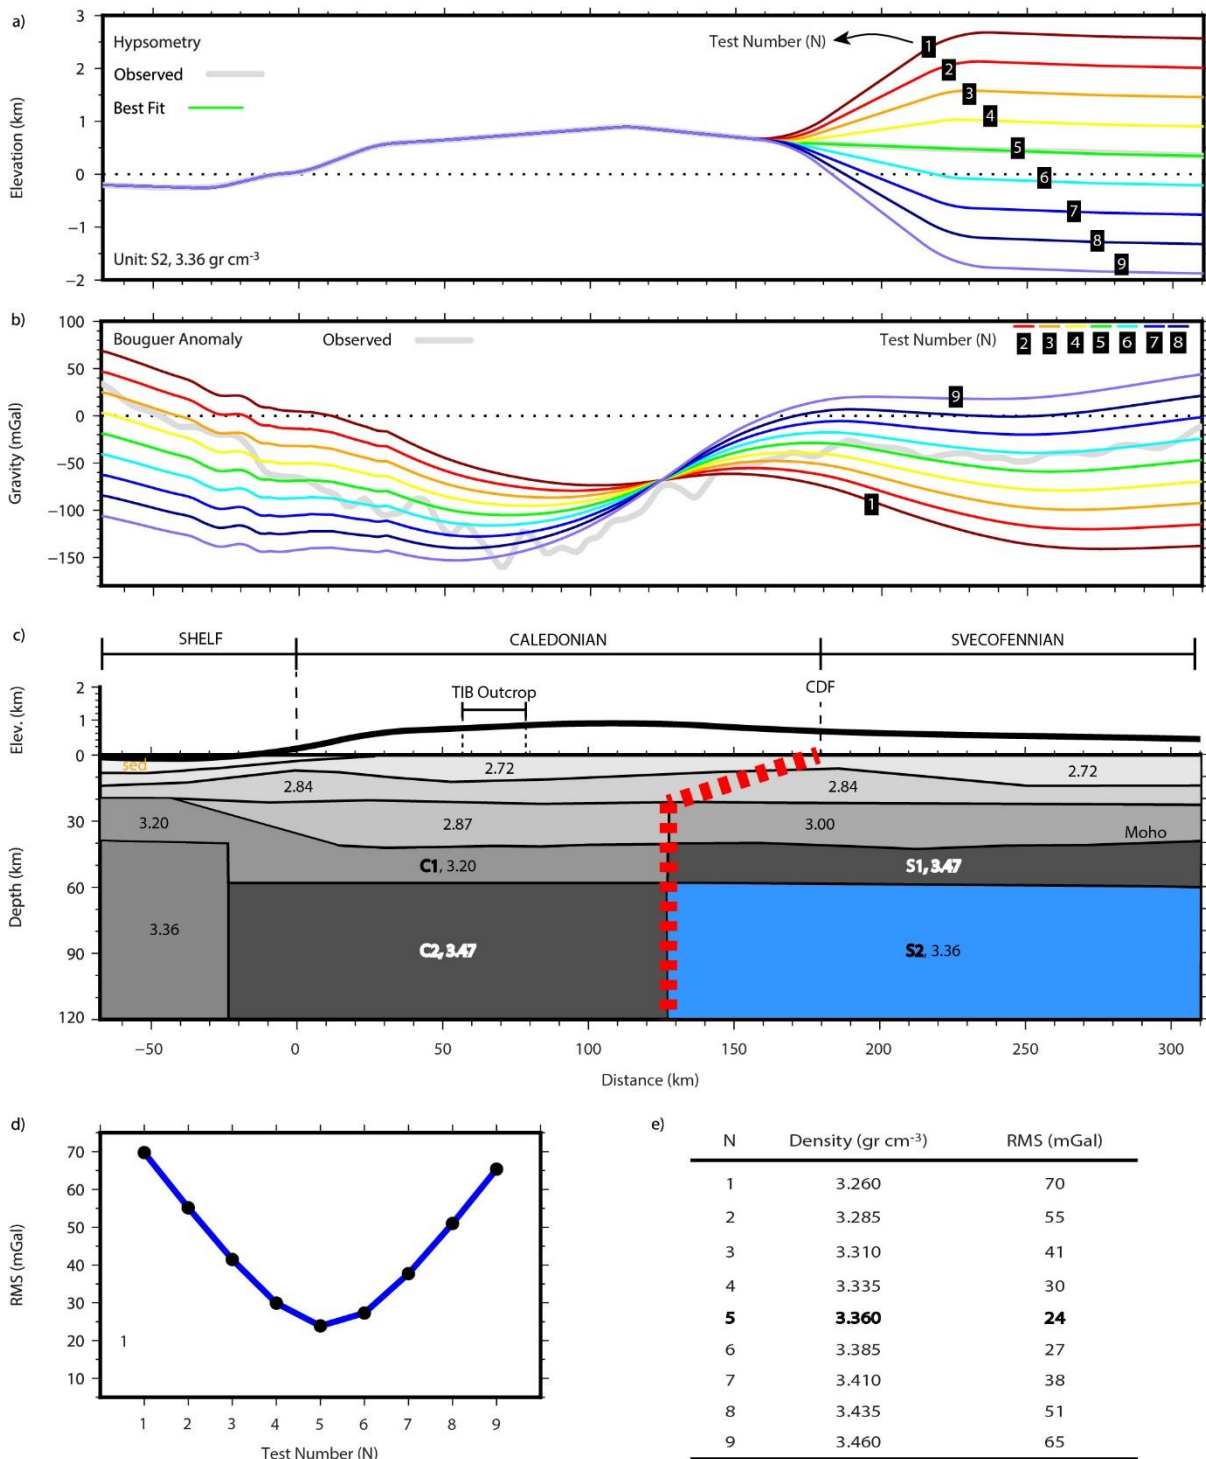 a)
3
2
1
0
−1
−2
Elevation (km)
Hypsometry
Observed
Best Fit
Test Number (N)
1
2
3
4
5
6
7
8
9
Unit: S2, 3.36 gr cm-3
b)
100
50
0
−50
−100
−150
Gravity (mGal)
Bouguer Anomaly Observed Test Number (N)
2 3 4 5 6 7 8
9
1
c)
SHELF CALEDONIAN SVECOFENNIAN
TIB Outcrop CDF
2
1
0
Elev. (km)
sed
2.72 2.72
2.84 2.84
30
3.20 2.87 3.00 Moho
C1, 3.20 S1, 3.47
60
Depth (km)
3.36 C2, 3.47 S2, 3.36
90
120
−50 0 50 100 150 200 250 300
Distance (km)
d)
70
60
50
40
30
20
10
RMS (mGal)
1
1 2 3 4 5 6 7 8 9
Test Number (N)
e)
N Density (gr cm-3) RMS (mGal)
1 3.260 70
2 3.285 55
3 3.310 41
4 3.335 30
5 3.360 24
6 3.385 27
7 3.410 38
8 3.435 51
9 3.460 65